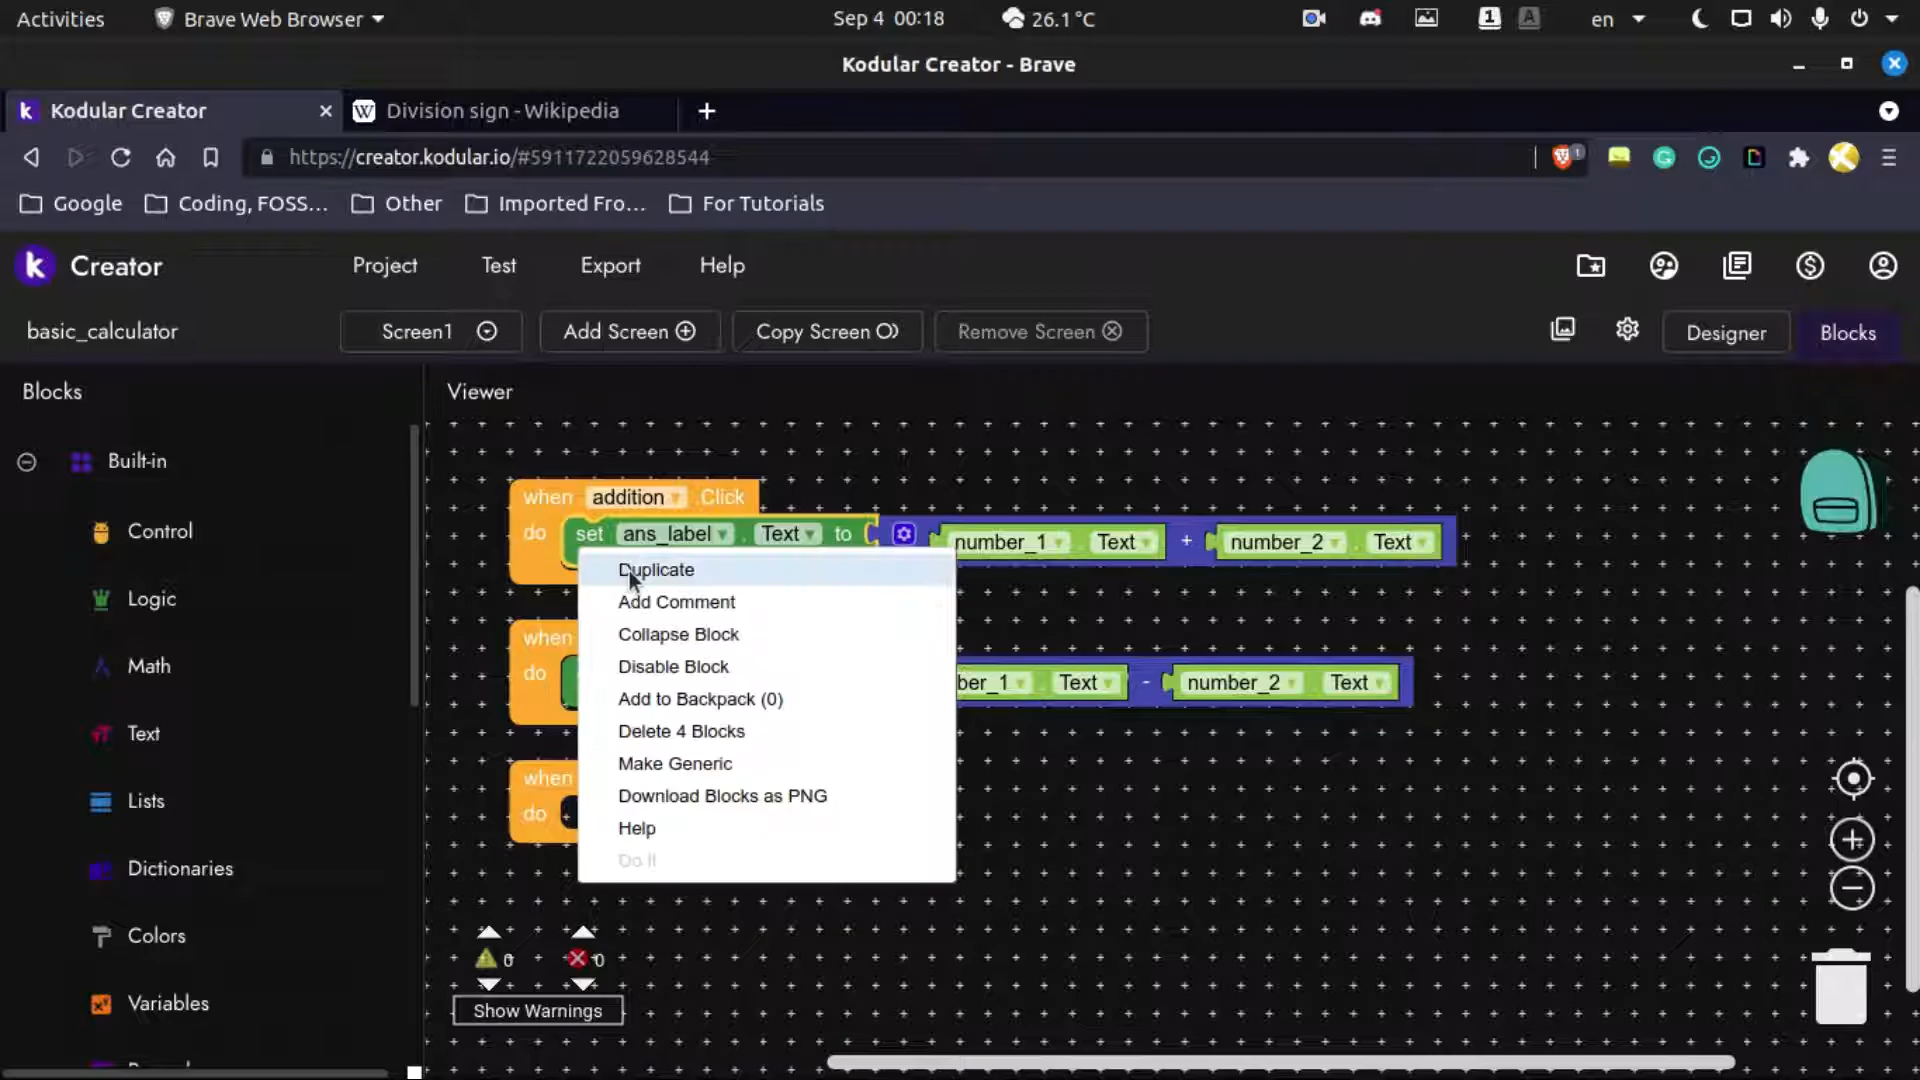 Activities Brave Web Browser Sep 4 00:18 26.1 °C 1 A en
Kodular Creator - Brave
Kodular Creator Division sign - Wikipedia
https://creator.kodular.io/#5911722059628544 1
Google Coding, FOSS... Other Imported Fro... For Tutorials
Creator Project Test Export Help
basic_calculator Screen1 Add Screen Copy Screen Remove Screen Designer Blocks
Blocks Viewer
Built-in
Control
Logic
Math
Text
Lists
Dictionaries
Colors
Variables
when addition .Click
do set ans_label . Text to number_1 . Text + number_2 . Text
when
do ber_1 . Text - number_2 . Text
when
do
Duplicate
Add Comment
Collapse Block
Disable Block
Add to Backpack (0)
Delete 4 Blocks
Make Generic
Download Blocks as PNG
Help
Do It
0 0
Show Warnings